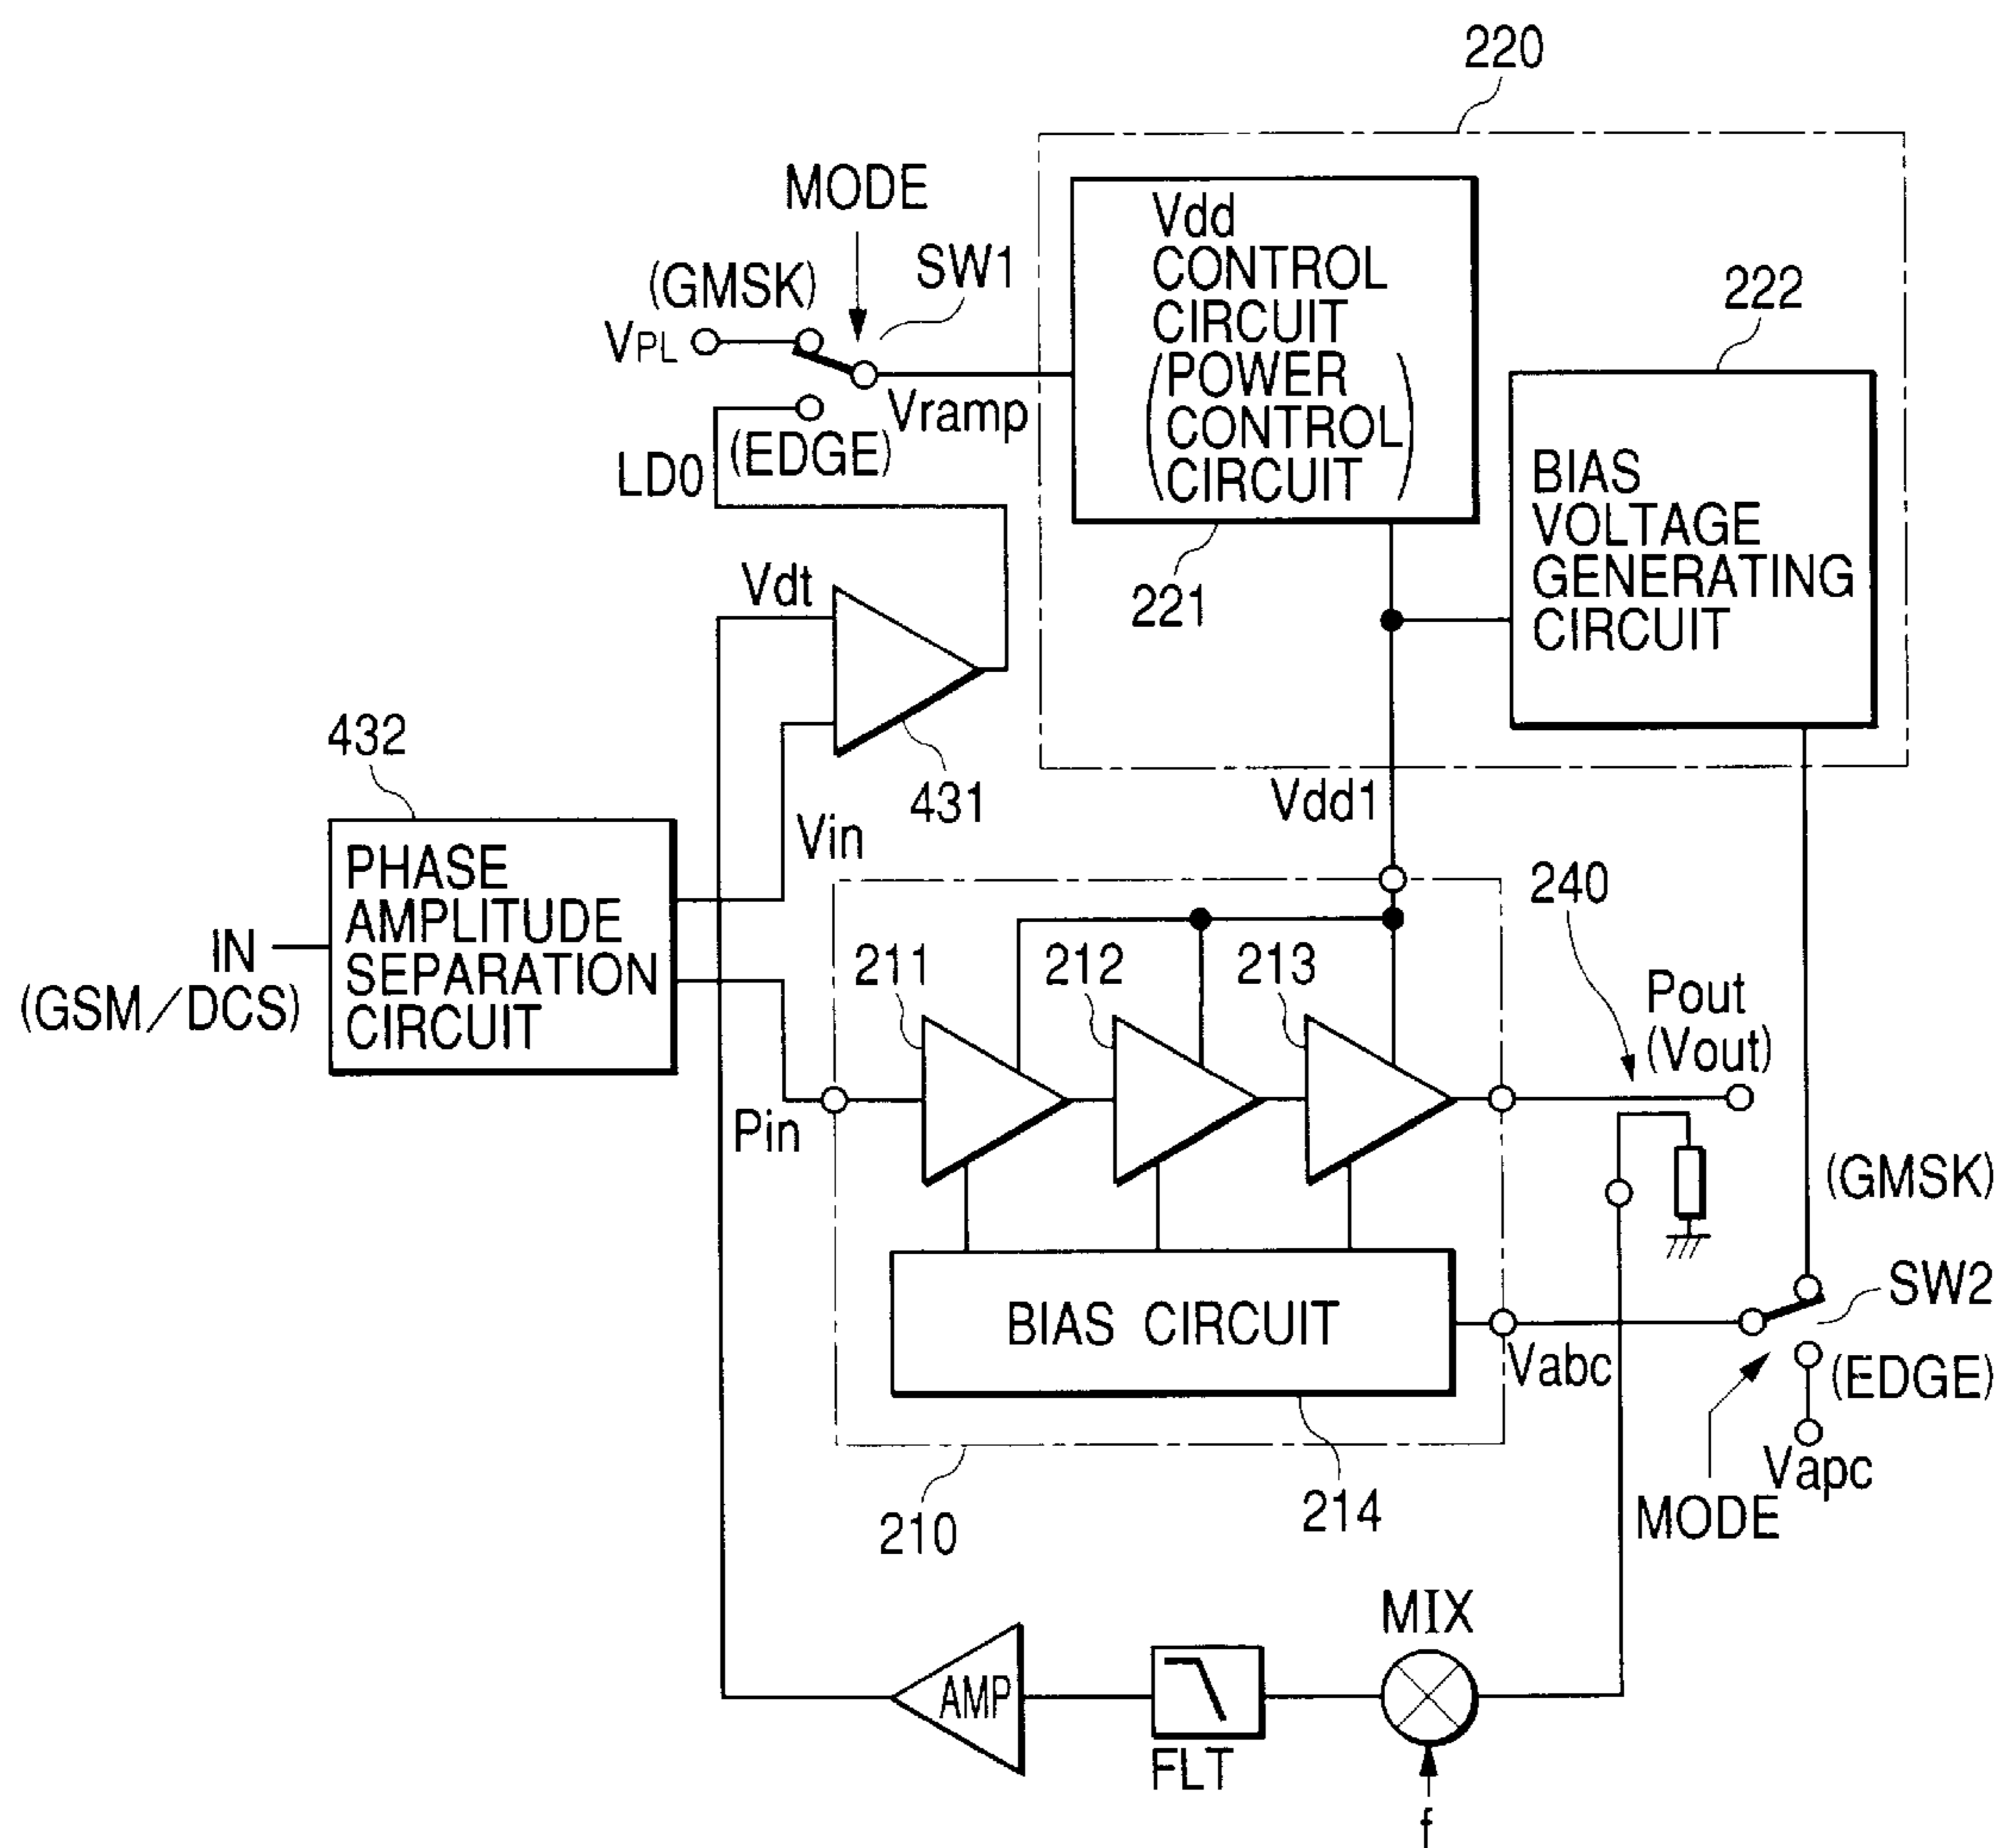 220
MODE
Vdd
CONTROL
CIRCUIT
(POWER
CONTROL
CIRCUIT)
(GMSK)
SW1
222
VPL
Vramp
(EDGE)
LD0
BIAS
VOLTAGE
GENERATING
CIRCUIT
Vdt
221
432
431
Vdd1
Vin
240
PHASE
AMPLITUDE
SEPARATION
CIRCUIT
IN
(GSM/DCS)
211
212
213
Pout
(Vout)
Pin
(GMSK)
SW2
BIAS CIRCUIT
Vabc
(EDGE)
Vapc
MODE
210
214
MIX
AMP
FLT
f